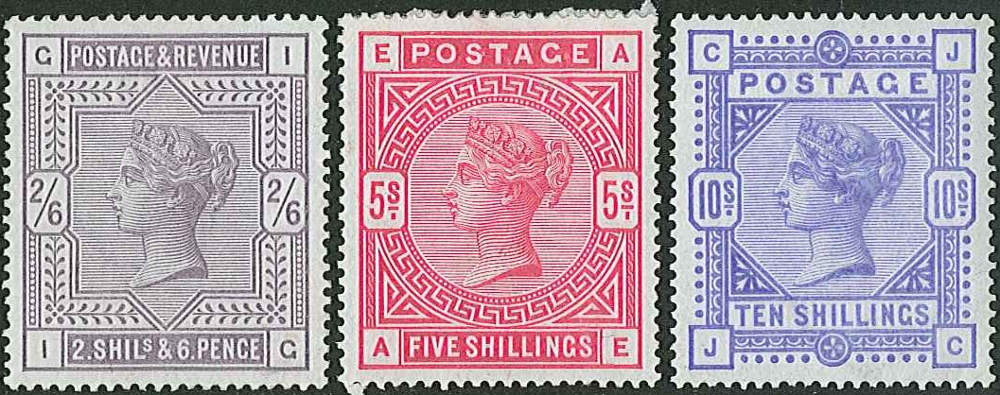 G POSTAGE & REVENUE I
2/6 2/6
I 2. SHILS & 6. PENCE G
E POSTAGE A
5S. 5S.
A FIVE SHILLINGS E
C J
POSTAGE
10S. 10S.
TEN SHILLINGS
J C